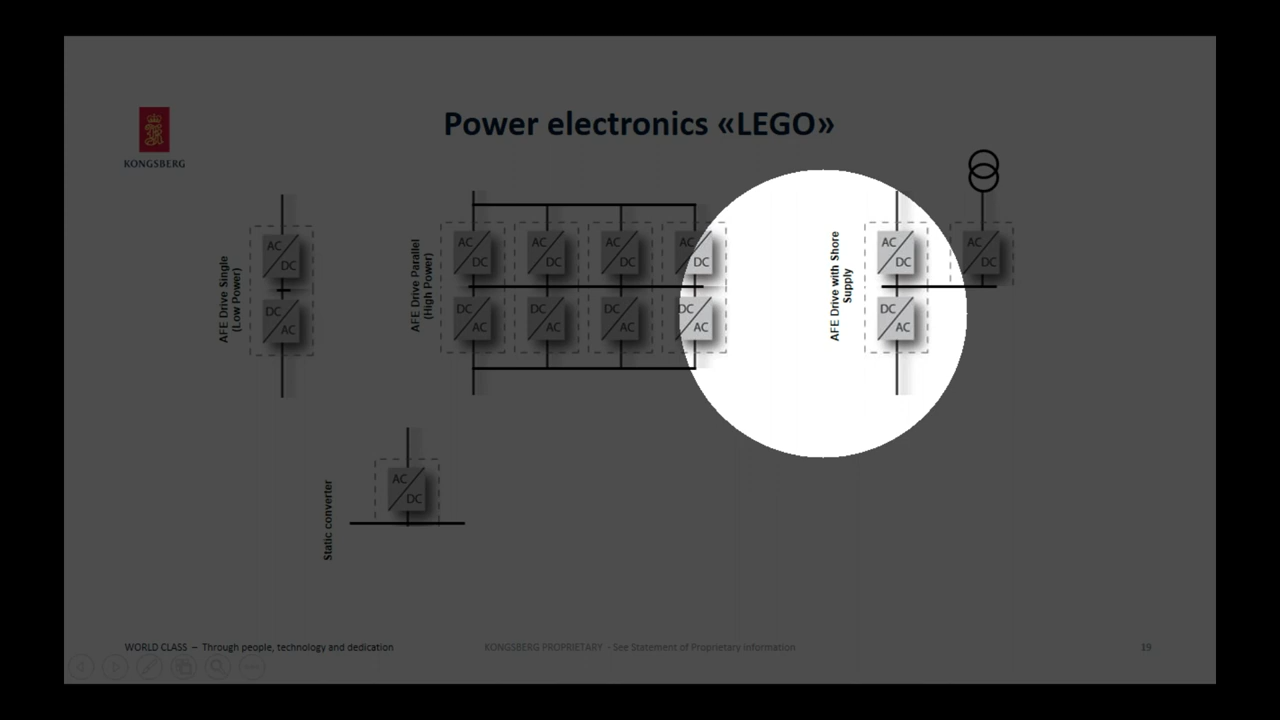 Power electronics «LEGO»
KONGSBERG
AFE Drive Single
(Low Power)
AC
DC
DC
AC
AFE Drive Parallel
(High Power)
AC
DC
AC
DC
AC
DC
AC
DC
DC
AC
DC
AC
DC
AC
DC
AC
AFE Drive with Shore
Supply
AC
DC
AC
DC
DC
AC
Static converter
AC
DC
WORLD CLASS – Through people, technology and dedication
KONGSBERG PROPRIETARY - See Statement of Proprietary information
19